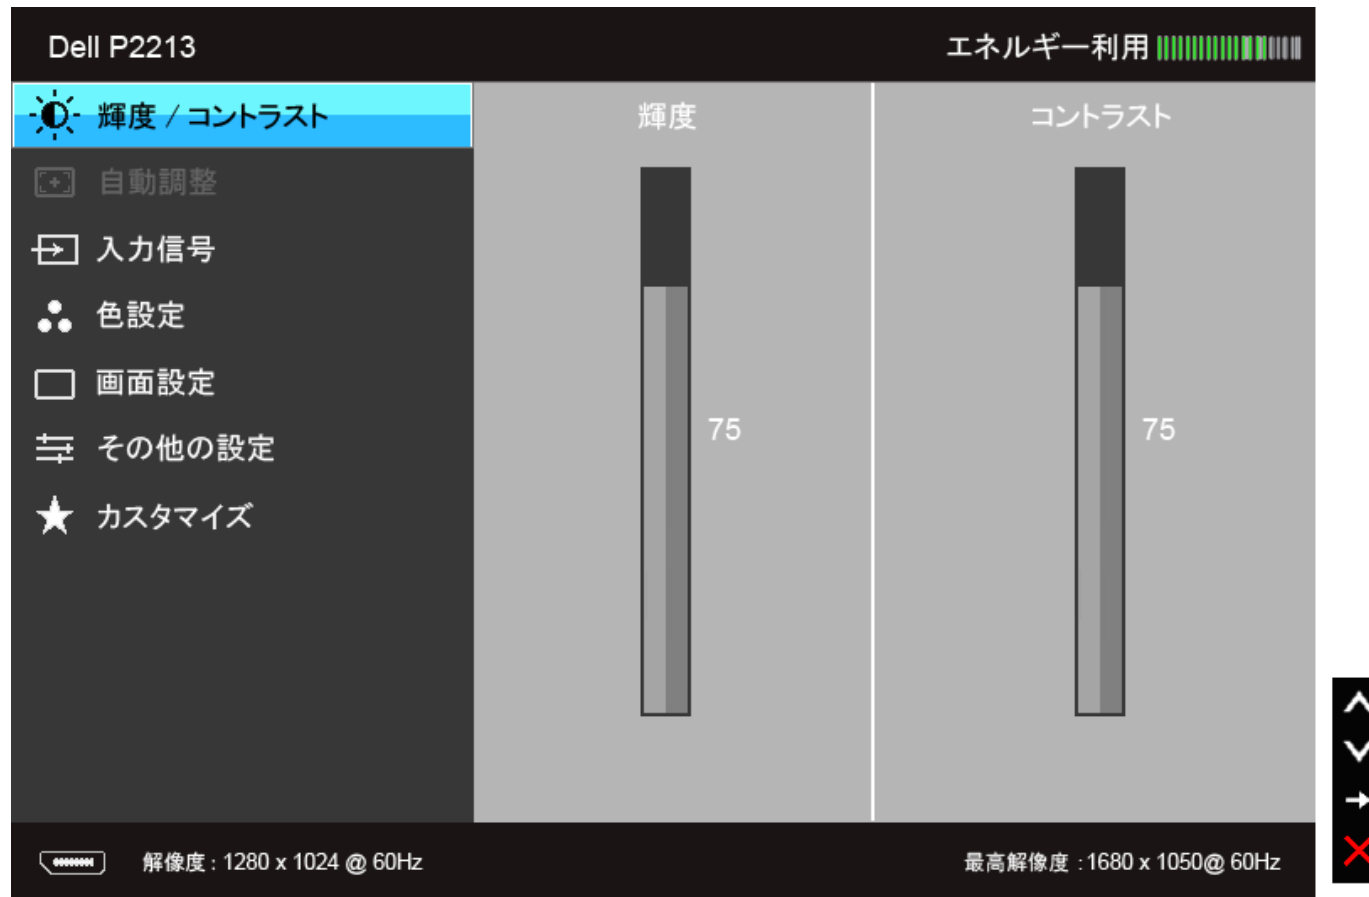 Dell P2213
エネルギー利用
輝度 / コントラスト
自動調整
入力信号
色設定
画面設定
その他の設定
カスタマイズ
輝度
75
コントラスト
75
解像度 : 1280 x 1024 @ 60Hz
最高解像度 :1680 x 1050@ 60Hz